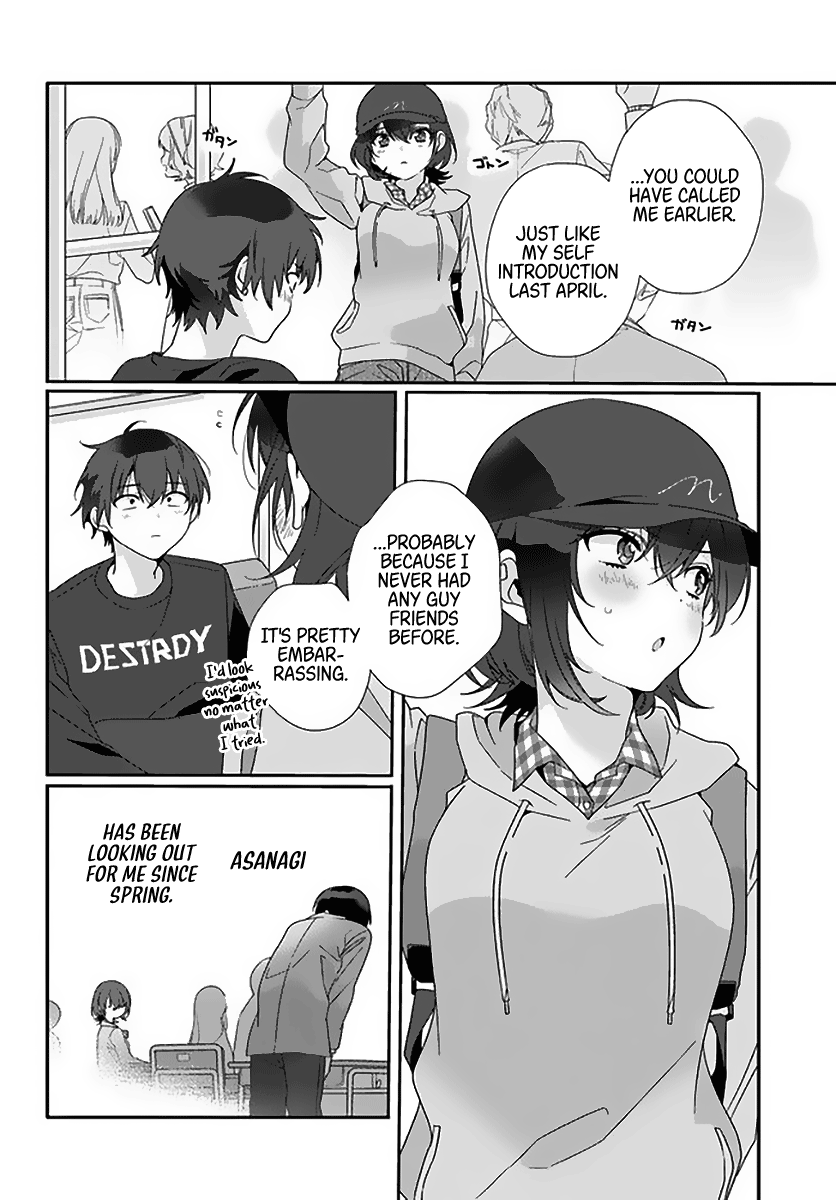 ...YOU COULD
HAVE CALLED
ME EARLIER.
JUST LIKE
MY SELF
INTRODUCTION
LAST APRIL.
ゴトン
ガタン
ガタン
n.
...PROBABLY
BECAUSE I
NEVER HAD
ANY GUY
FRIENDS
BEFORE.
IT'S PRETTY
EMBAR-
RASSING.
I'd look
suspicious
no matter
what
I tried.
DESTROY
ASANAGI
HAS BEEN
LOOKING OUT
FOR ME SINCE
SPRING.